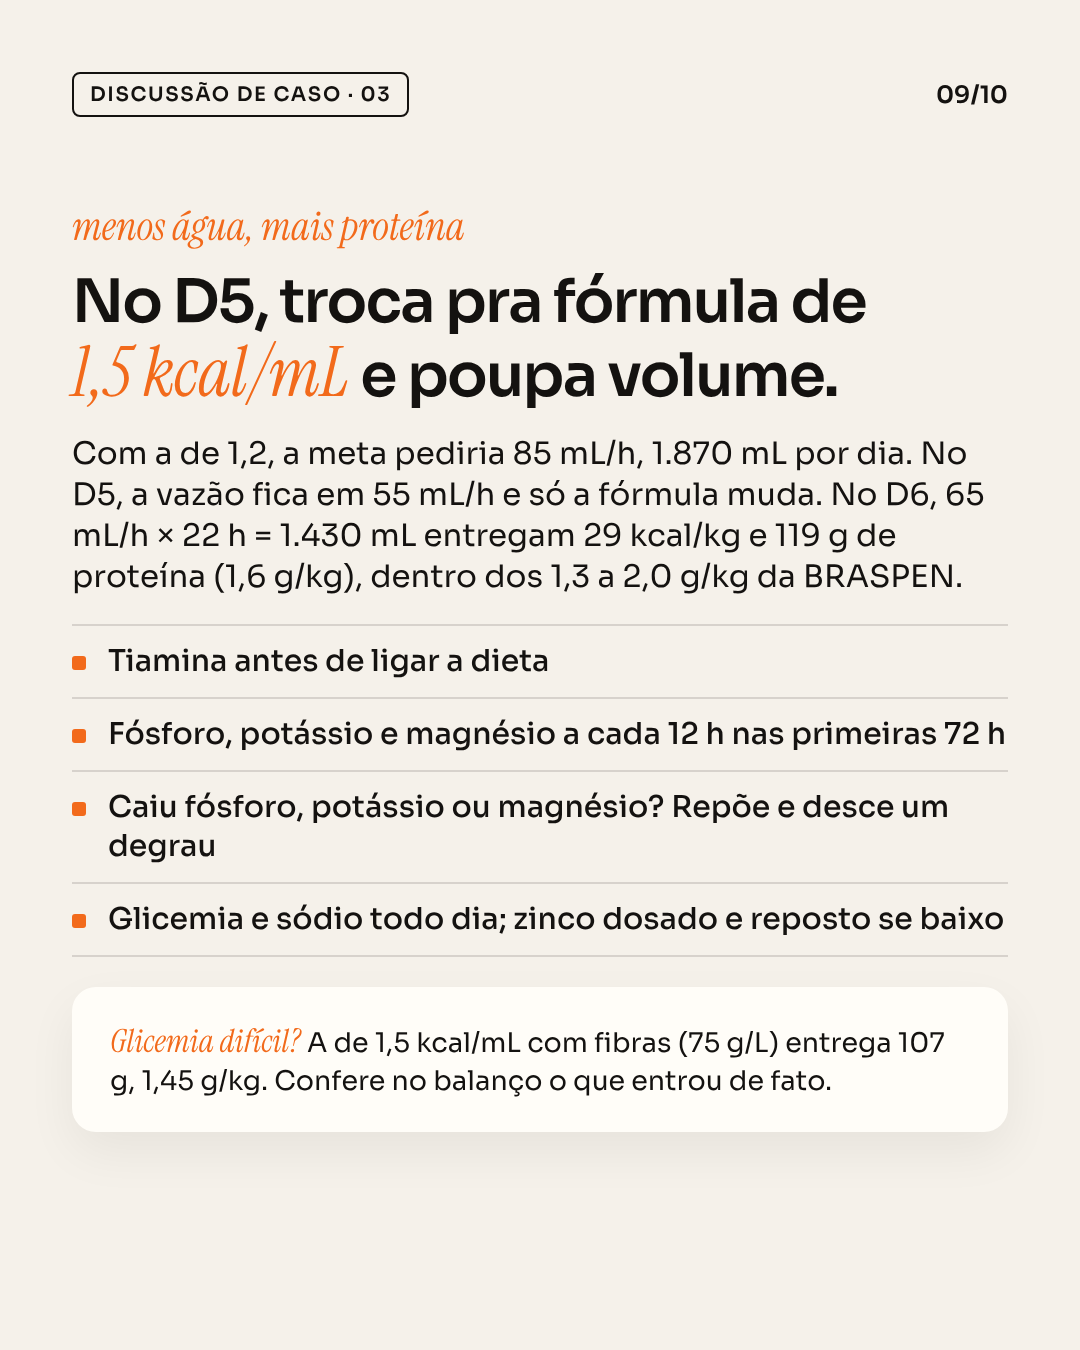 DISCUSSÃO DE CASO · 03
09/10
menos água, mais proteína
No D5, troca pra fórmula de
1,5 kcal/mL e poupa volume.
Com a de 1,2, a meta pediria 85 mL/h, 1.870 mL por dia. No
D5, a vazão fica em 55 mL/h e só a fórmula muda. No D6, 65
mL/h × 22 h = 1.430 mL entregam 29 kcal/kg e 119 g de
proteína (1,6 g/kg), dentro dos 1,3 a 2,0 g/kg da BRASPEN.
Tiamina antes de ligar a dieta
Fósforo, potássio e magnésio a cada 12 h nas primeiras 72 h
Caiu fósforo, potássio ou magnésio? Repõe e desce um
degrau
Glicemia e sódio todo dia; zinco dosado e reposto se baixo
Glicemia difícil? A de 1,5 kcal/mL com fibras (75 g/L) entrega 107
g, 1,45 g/kg. Confere no balanço o que entrou de fato.